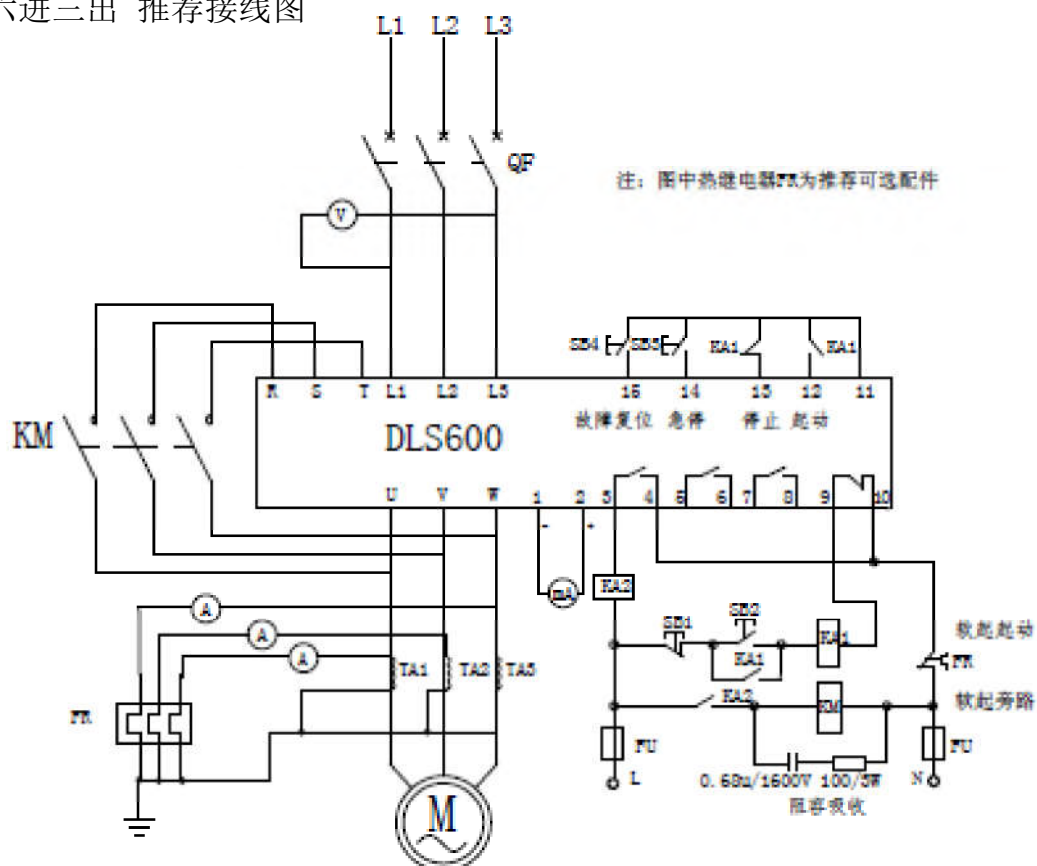 六进三出 推荐接线图
L1 L2 L3
QF
注：图中热继电器FR为推荐可选配件
V
SB4 SB3 KA1 KA1
R S T L1 L2 L3 15 14 13 12 11
故障复位 急停 停止 起动
KM
DLS600
U V W 1 2 3 4 5 6 7 8 9 10
- +
mA KA2
A
SB1 SB2
A
KA1
软起起动
A
KA1
FR
TA1 TA2 TA3
KA2
KM
软起旁路
FR
FU FU
L
0.68u/1600V 100/5W
N
阻容吸收
M